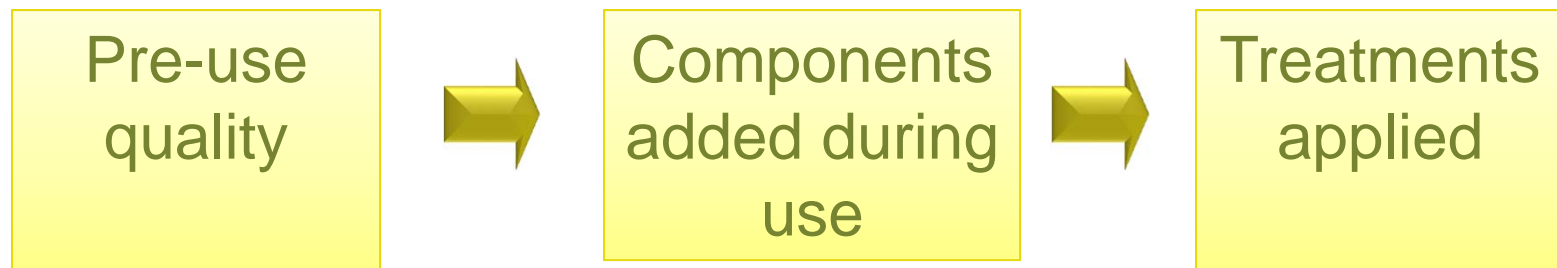 Pre-use
quality
Components
added during
use
Treatments
applied